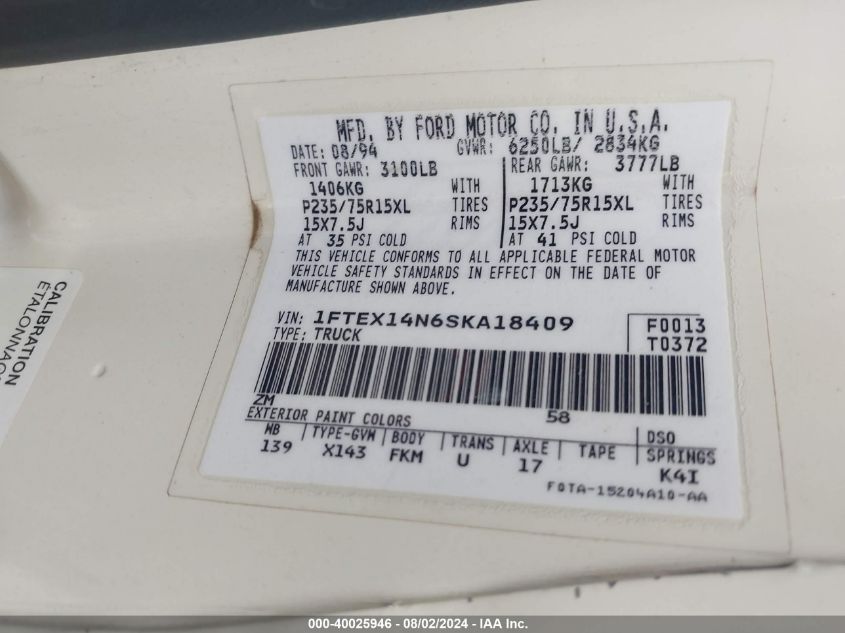 MFD. BY FORD MOTOR CO. IN U.S.A.
DATE: 08/94 GVWR: 6250LB/ 2834KG
FRONT GAWR: 3100LB REAR GAWR: 3777LB
1406KG WITH 1713KG WITH
P235/75R15XL TIRES P235/75R15XL TIRES
15X7.5J RIMS 15X7.5J RIMS
AT 35 PSI COLD AT 41 PSI COLD
THIS VEHICLE CONFORMS TO ALL APPLICABLE FEDERAL MOTOR
VEHICLE SAFETY STANDARDS IN EFFECT ON THE DATE OF
MANUFACTURE SHOWN ABOVE.
VIN: 1FTEX14N6SKA18409 F0013
TYPE: TRUCK T0372
ZM 58
EXTERIOR PAINT COLORS DSO
WB TYPE-GVW BODY TRANS AXLE TAPE SPRINGS
139 X143 FKM U 17 K4I
F0TA-15204A10-AA
CALIBRATION
000-40025946 - 08/02/2024 - IAA Inc.